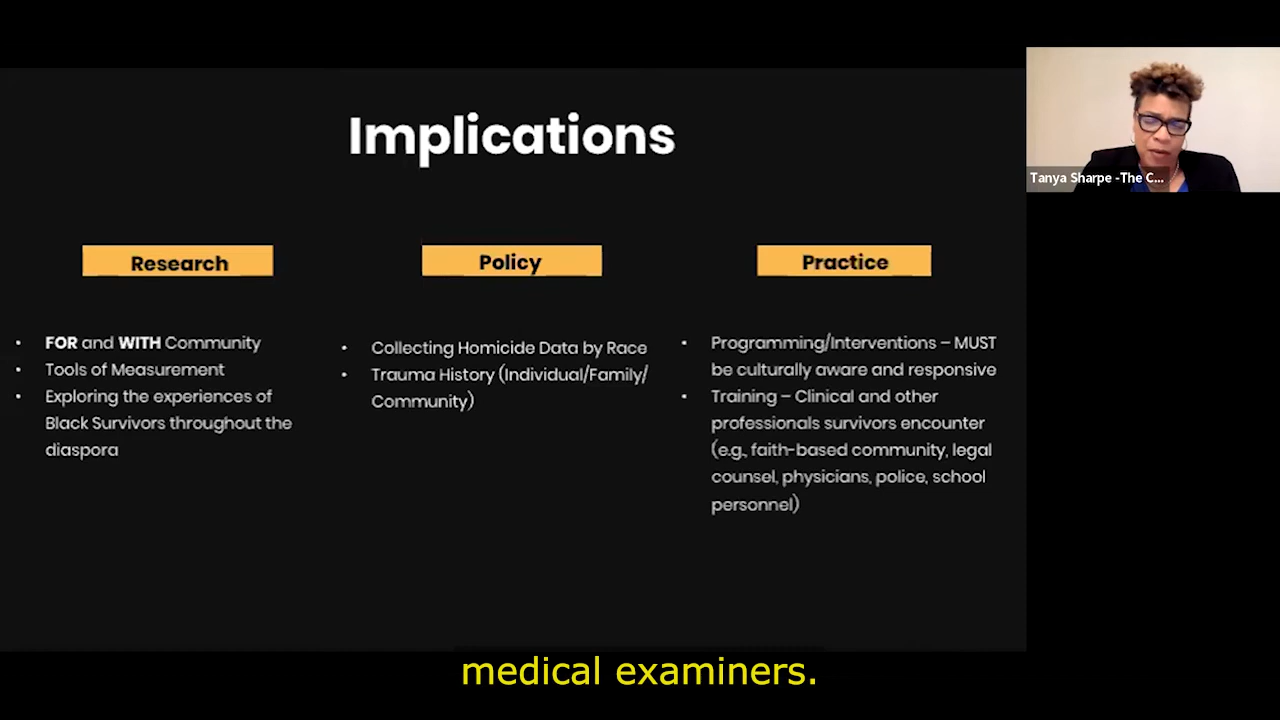 Implications
Research
FOR and WITH Community
Tools of Measurement
Exploring the experiences of
Black Survivors throughout the
diaspora
Policy
Collecting Homicide Data by Race
Trauma History (Individual/Family/
Community)
Practice
Programming/Interventions – MUST
be culturally aware and responsive
Training – Clinical and other
professionals survivors encounter
(e.g., faith-based community, legal
counsel, physicians, police, school
personnel)
Tanya Sharpe -The C...
medical examiners.